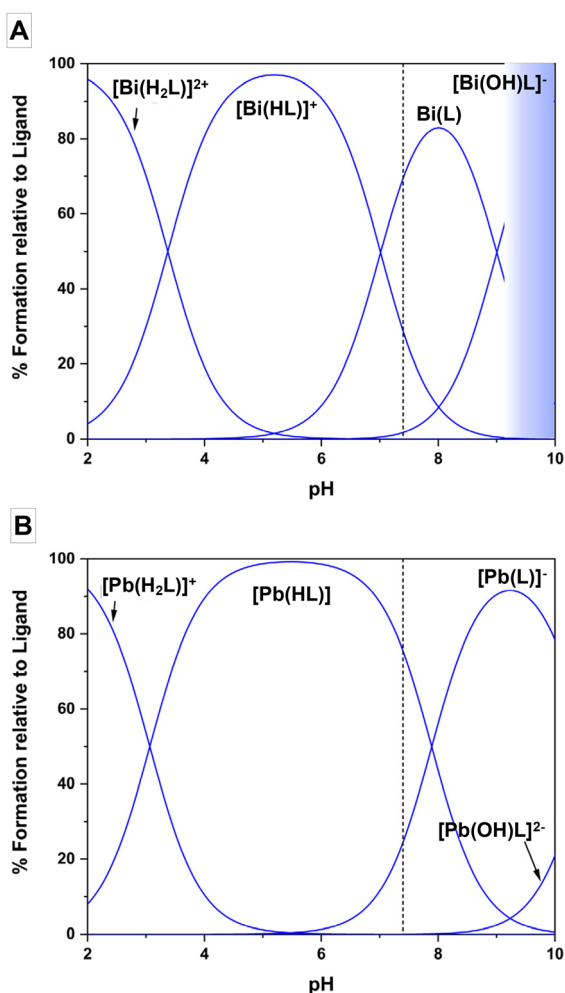 A
100
80
60
40
20
0
% Formation relative to Ligand
[Bi(H₂L)]²⁺
[Bi(HL)]⁺
Bi(L)
[Bi(OH)L]⁻
2 4 6 8 10
pH
B
100
80
60
40
20
0
% Formation relative to Ligand
[Pb(H₂L)]⁺
[Pb(HL)]
[Pb(L)]⁻
[Pb(OH)L]²⁻
2 4 6 8 10
pH